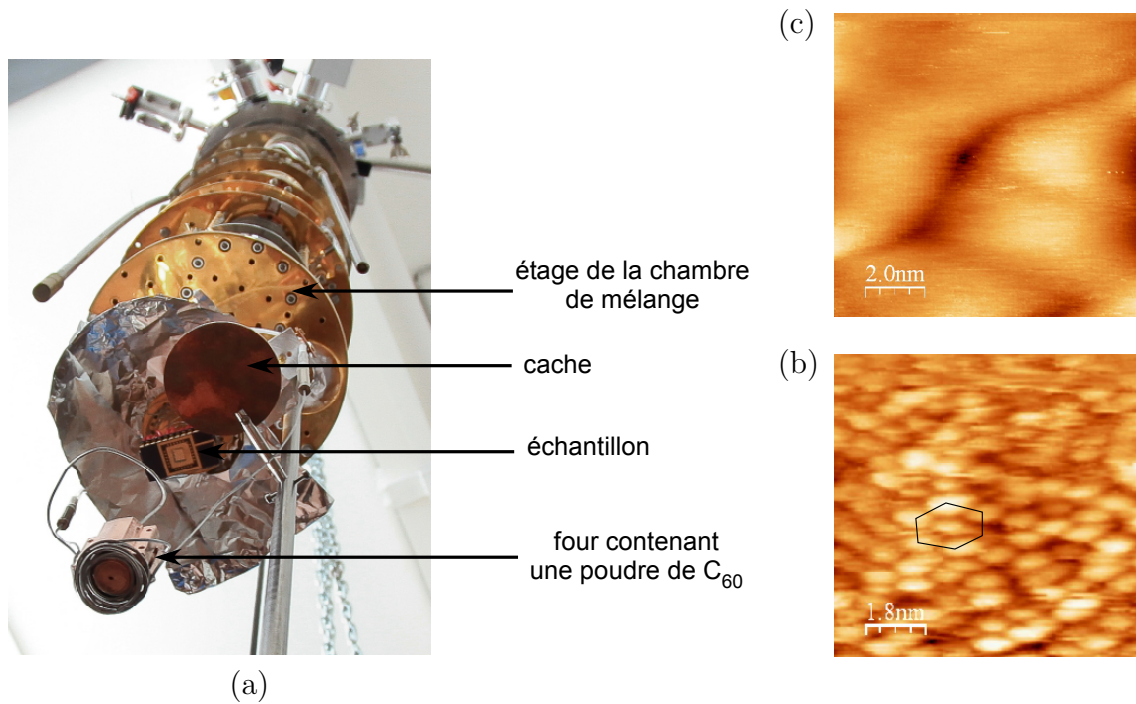 (c)
étage de la chambre
de mélange
2.0nm
cache
(b)
échantillon
four contenant
une poudre de C₆₀
1.8nm
(a)